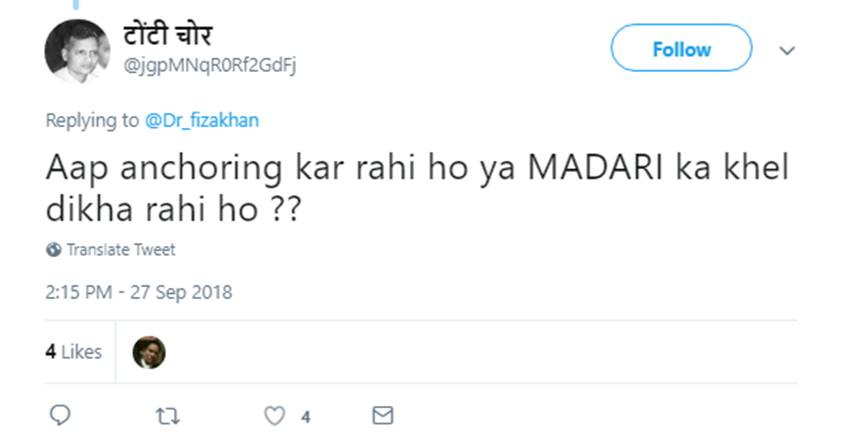 टोंटी चोर
@jgpMNqR0Rf2GdFj
Follow
Replying to @Dr_fizakhan
Aap anchoring kar rahi ho ya MADARI ka khel
dikha rahi ho ??
Translate Tweet
2:15 PM - 27 Sep 2018
4 Likes
4